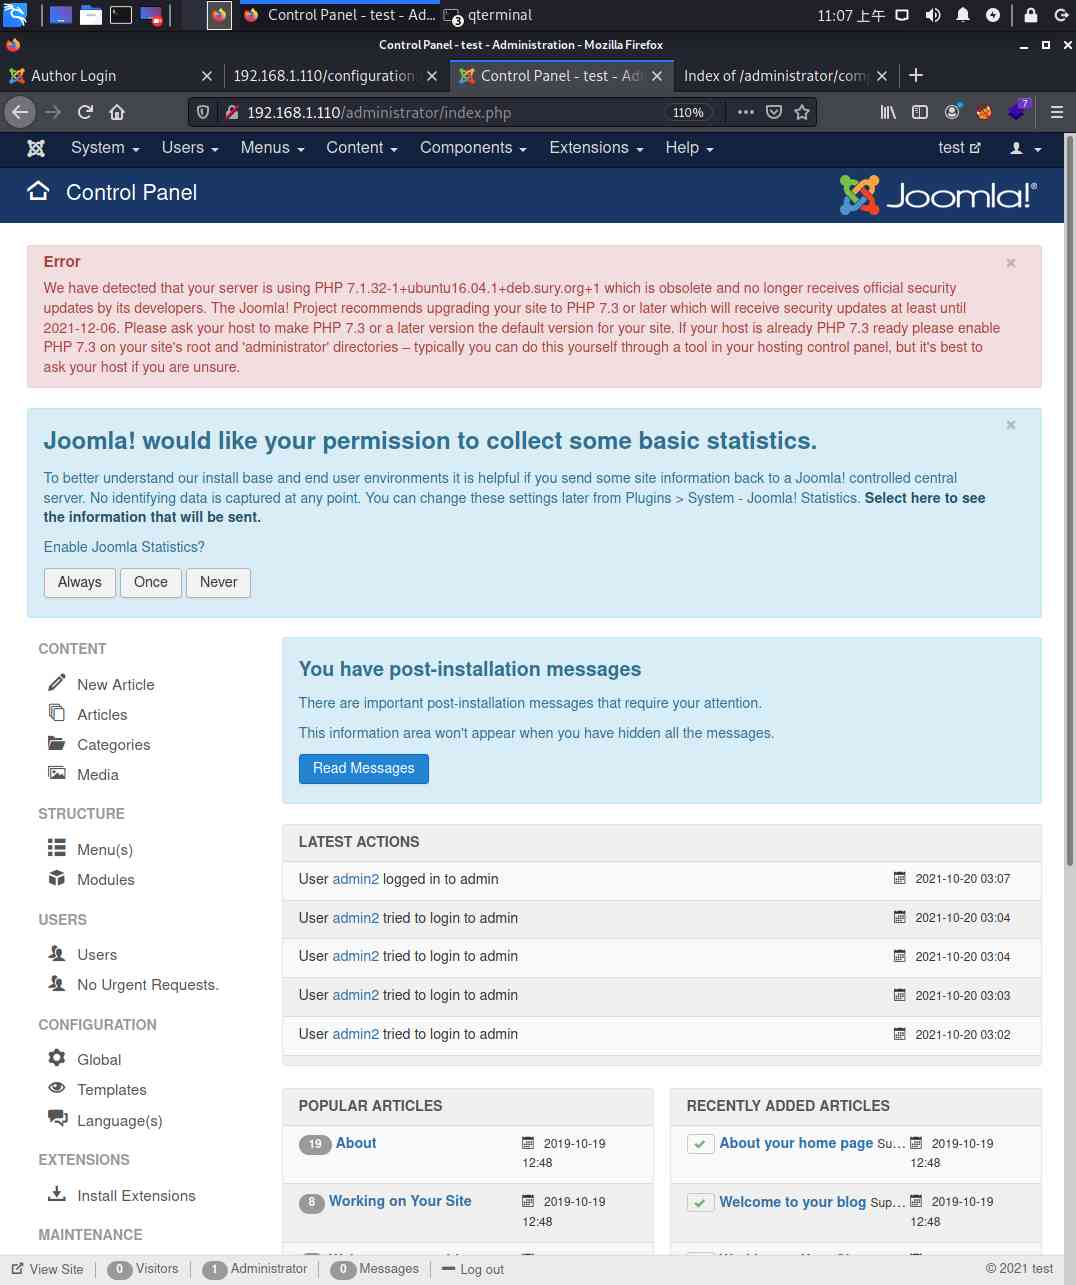 Control Panel - test - Ad...
3
qterminal
11:07 上午
Control Panel - test - Administration - Mozilla Firefox
Author Login
192.168.1.110/configuration
Control Panel - test - Ad
Index of /administrator/com
192.168.1.110/administrator/index.php
110%
7
System
Users
Menus
Content
Components
Extensions
Help
test
Control Panel
Joomla!®
Error
We have detected that your server is using PHP 7.1.32-1+ubuntu16.04.1+deb.sury.org+1 which is obsolete and no longer receives official security
updates by its developers. The Joomla! Project recommends upgrading your site to PHP 7.3 or later which will receive security updates at least until
2021-12-06. Please ask your host to make PHP 7.3 or a later version the default version for your site. If your host is already PHP 7.3 ready please enable
PHP 7.3 on your site's root and 'administrator' directories – typically you can do this yourself through a tool in your hosting control panel, but it's best to
ask your host if you are unsure.
Joomla! would like your permission to collect some basic statistics.
To better understand our install base and end user environments it is helpful if you send some site information back to a Joomla! controlled central
server. No identifying data is captured at any point. You can change these settings later from Plugins > System - Joomla! Statistics. Select here to see
the information that will be sent.
Enable Joomla Statistics?
Always
Once
Never
CONTENT
New Article
Articles
Categories
Media
STRUCTURE
Menu(s)
Modules
USERS
Users
No Urgent Requests.
CONFIGURATION
Global
Templates
Language(s)
EXTENSIONS
Install Extensions
MAINTENANCE
You have post-installation messages
There are important post-installation messages that require your attention.
This information area won't appear when you have hidden all the messages.
Read Messages
LATEST ACTIONS
User admin2 logged in to admin 2021-10-20 03:07
User admin2 tried to login to admin 2021-10-20 03:04
User admin2 tried to login to admin 2021-10-20 03:04
User admin2 tried to login to admin 2021-10-20 03:03
User admin2 tried to login to admin 2021-10-20 03:02
POPULAR ARTICLES
19 About 2019-10-19
12:48
8 Working on Your Site 2019-10-19
12:48
RECENTLY ADDED ARTICLES
About your home page Su... 2019-10-19
12:48
Welcome to your blog Sup... 2019-10-19
12:48
View Site
0 Visitors
1 Administrator
0 Messages
Log out
© 2021 test